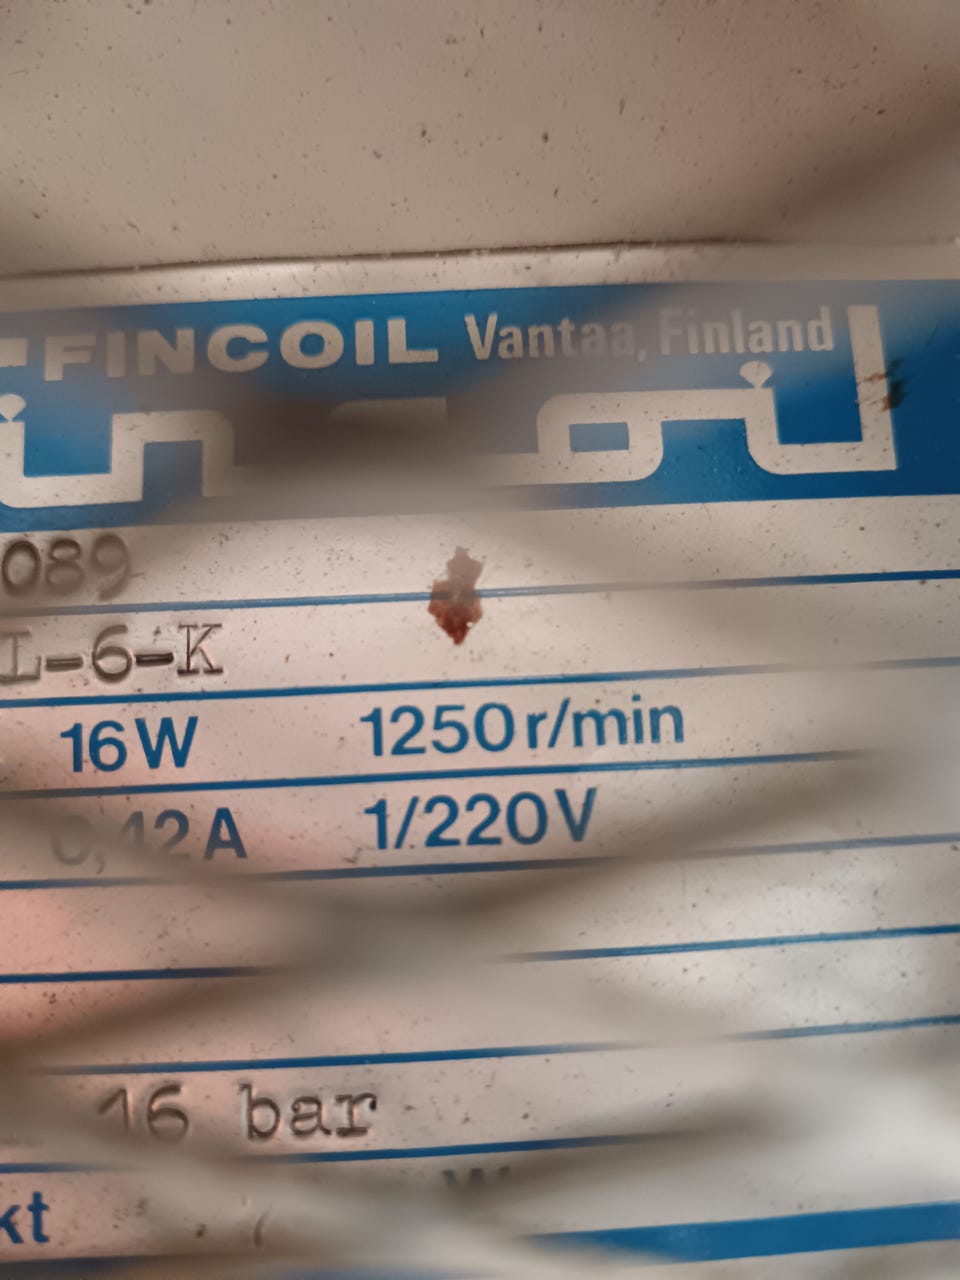 FINCOIL Vantaa, Finland
089
L-6-K
16W 1250r/min
0,42A 1/220V
16 bar
kt